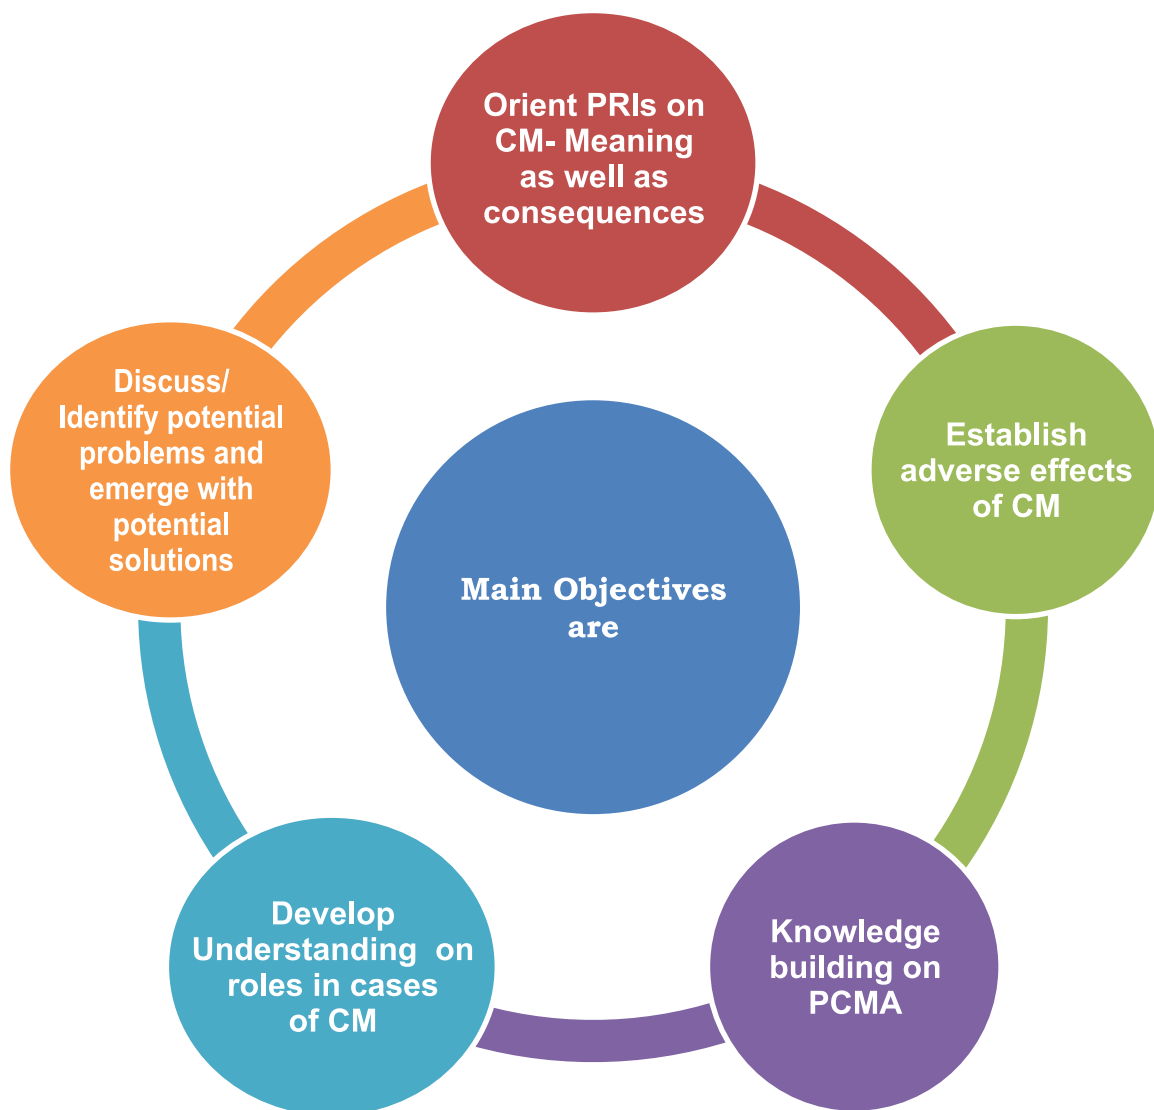 Orient PRIs on
CM- Meaning
as well as
consequences
Establish
adverse effects
of CM
Knowledge
building on
PCMA
Develop
Understanding on
roles in cases
of CM
Discuss/
Identify potential
problems and
emerge with
potential
solutions
Main Objectives
are